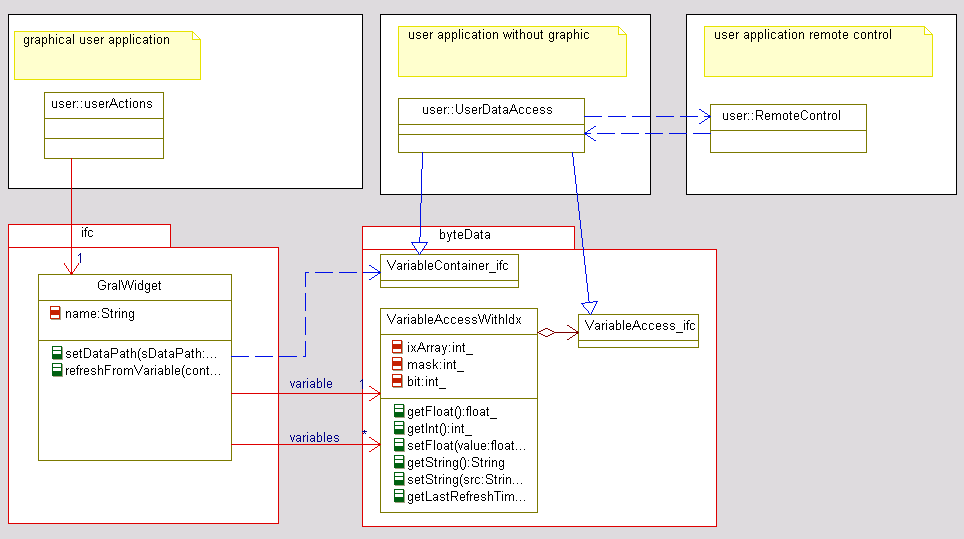 graphical user application
user::userActions
user application without graphic
user::UserDataAccess
user application remote control
user::RemoteControl
ifc
1
GralWidget
name:String
setDataPath(sDataPath:...
refreshFromVariable(cont...
variable 1
variables *
byteData
VariableContainer_ifc
VariableAccessWithIdx
ixArray:int_
mask:int_
bit:int_
getFloat():float_
getInt():int_
setFloat(value:float...
getString():String
setString(src:Strin...
getLastRefreshTim...
VariableAccess_ifc